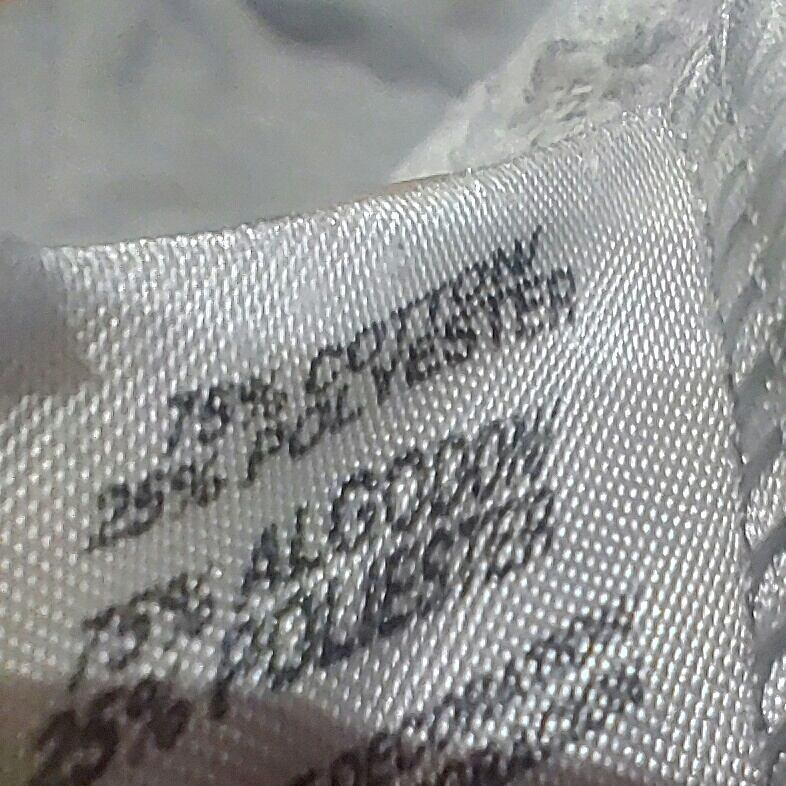 75% COTTON
25% POLYESTER
75% ALGODON
25% POLIESTER